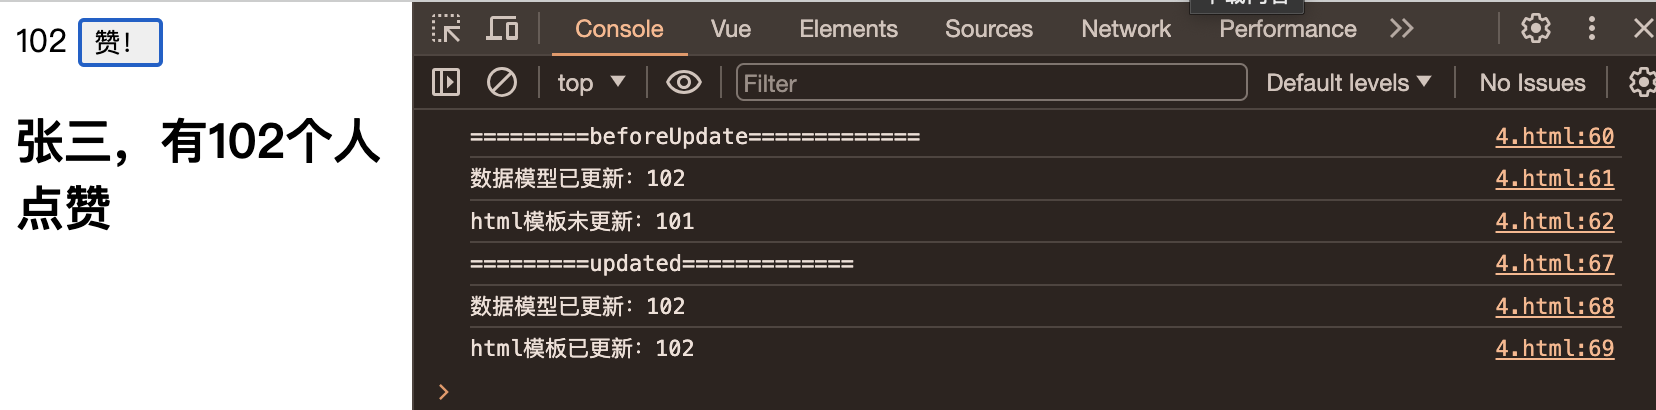 102 赞！
张三，有102个人
点赞
Console Vue Elements Sources Network Performance
top Filter Default levels No Issues
=========beforeUpdate============= 4.html:60
数据模型已更新：102 4.html:61
html模板未更新：101 4.html:62
=========updated============= 4.html:67
数据模型已更新：102 4.html:68
html模板已更新：102 4.html:69